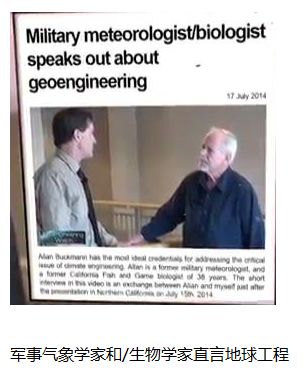 Military meteorologist/biologist
speaks out about
geoengineering
17 July 2014
Allan Buckmann has the most ideal credentials for addressing the critical
issue of climate engineering. Allan is a former military meteorologist, and
a former California Fish and Game biologist of 38 years. The short
interview in this video is an exchange between Allan and myself just after
the presentation in Northern California on July 15th, 2014
军事气象学家和/生物学家直言地球工程